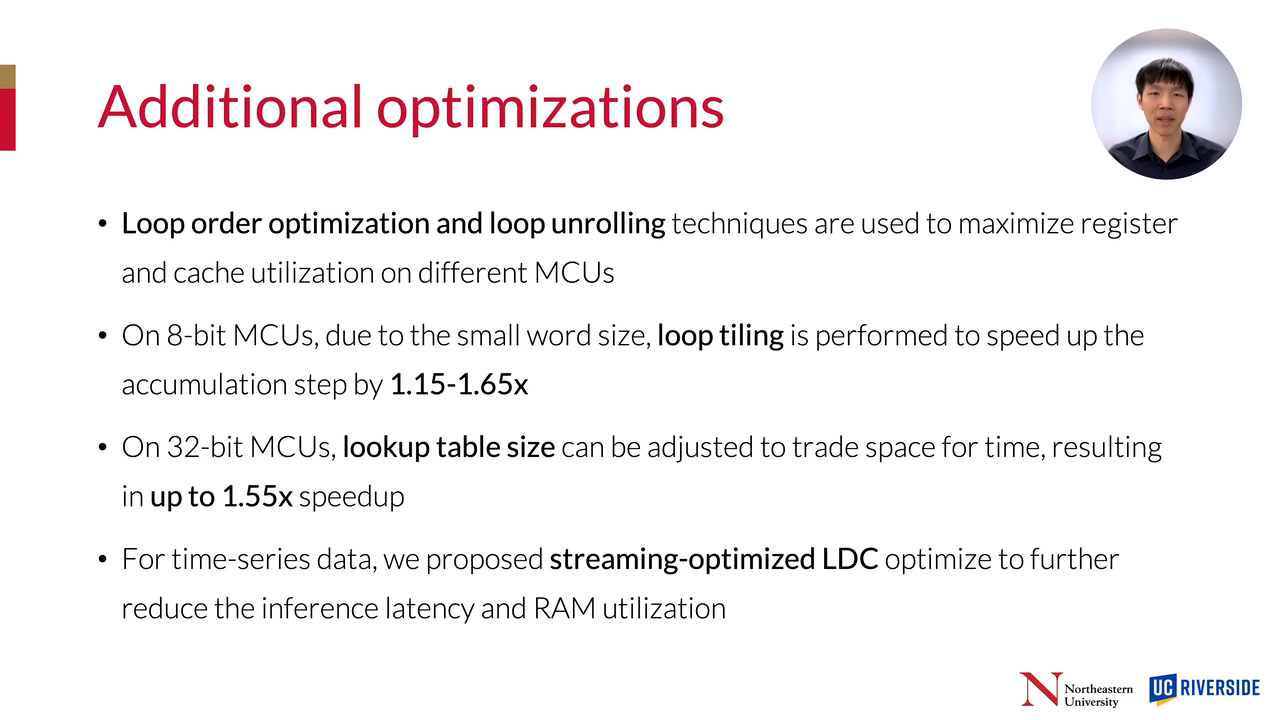 Additional optimizations
• Loop order optimization and loop unrolling techniques are used to maximize register
and cache utilization on different MCUs
• On 8-bit MCUs, due to the small word size, loop tiling is performed to speed up the
accumulation step by 1.15-1.65x
• On 32-bit MCUs, lookup table size can be adjusted to trade space for time, resulting
in up to 1.55x speedup
• For time-series data, we proposed streaming-optimized LDC optimize to further
reduce the inference latency and RAM utilization
N Northeastern
University
UC RIVERSIDE